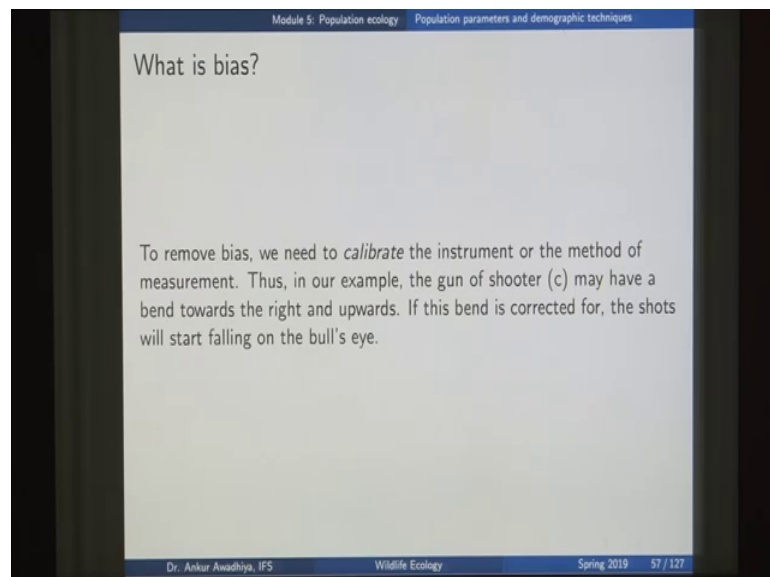 Module 5: Population ecology Population parameters and demographic techniques
What is bias?
To remove bias, we need to calibrate the instrument or the method of
measurement. Thus, in our example, the gun of shooter (c) may have a
bend towards the right and upwards. If this bend is corrected for, the shots
will start falling on the bull's eye.
Dr. Ankur Awadhiya, IFS Wildlife Ecology Spring 2019 57 / 127